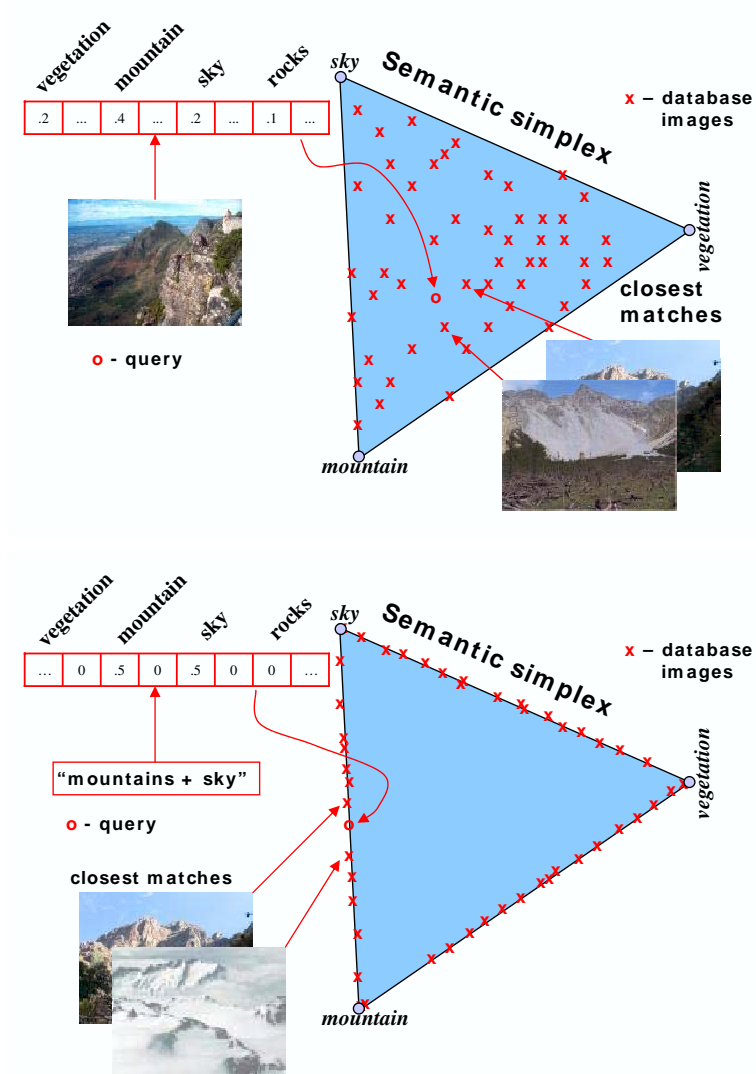 vegetation
mountain
sky
rocks
.2 ... .4 ... .2 ... .1 ...
sky
Semantic simplex
x – database
images
vegetation
closest
matches
o - query
mountain
vegetation
mountain
sky
rocks
... 0 .5 0 .5 0 0 ...
sky
Semantic simplex
x – database
images
vegetation
"mountains + sky"
o - query
closest matches
mountain